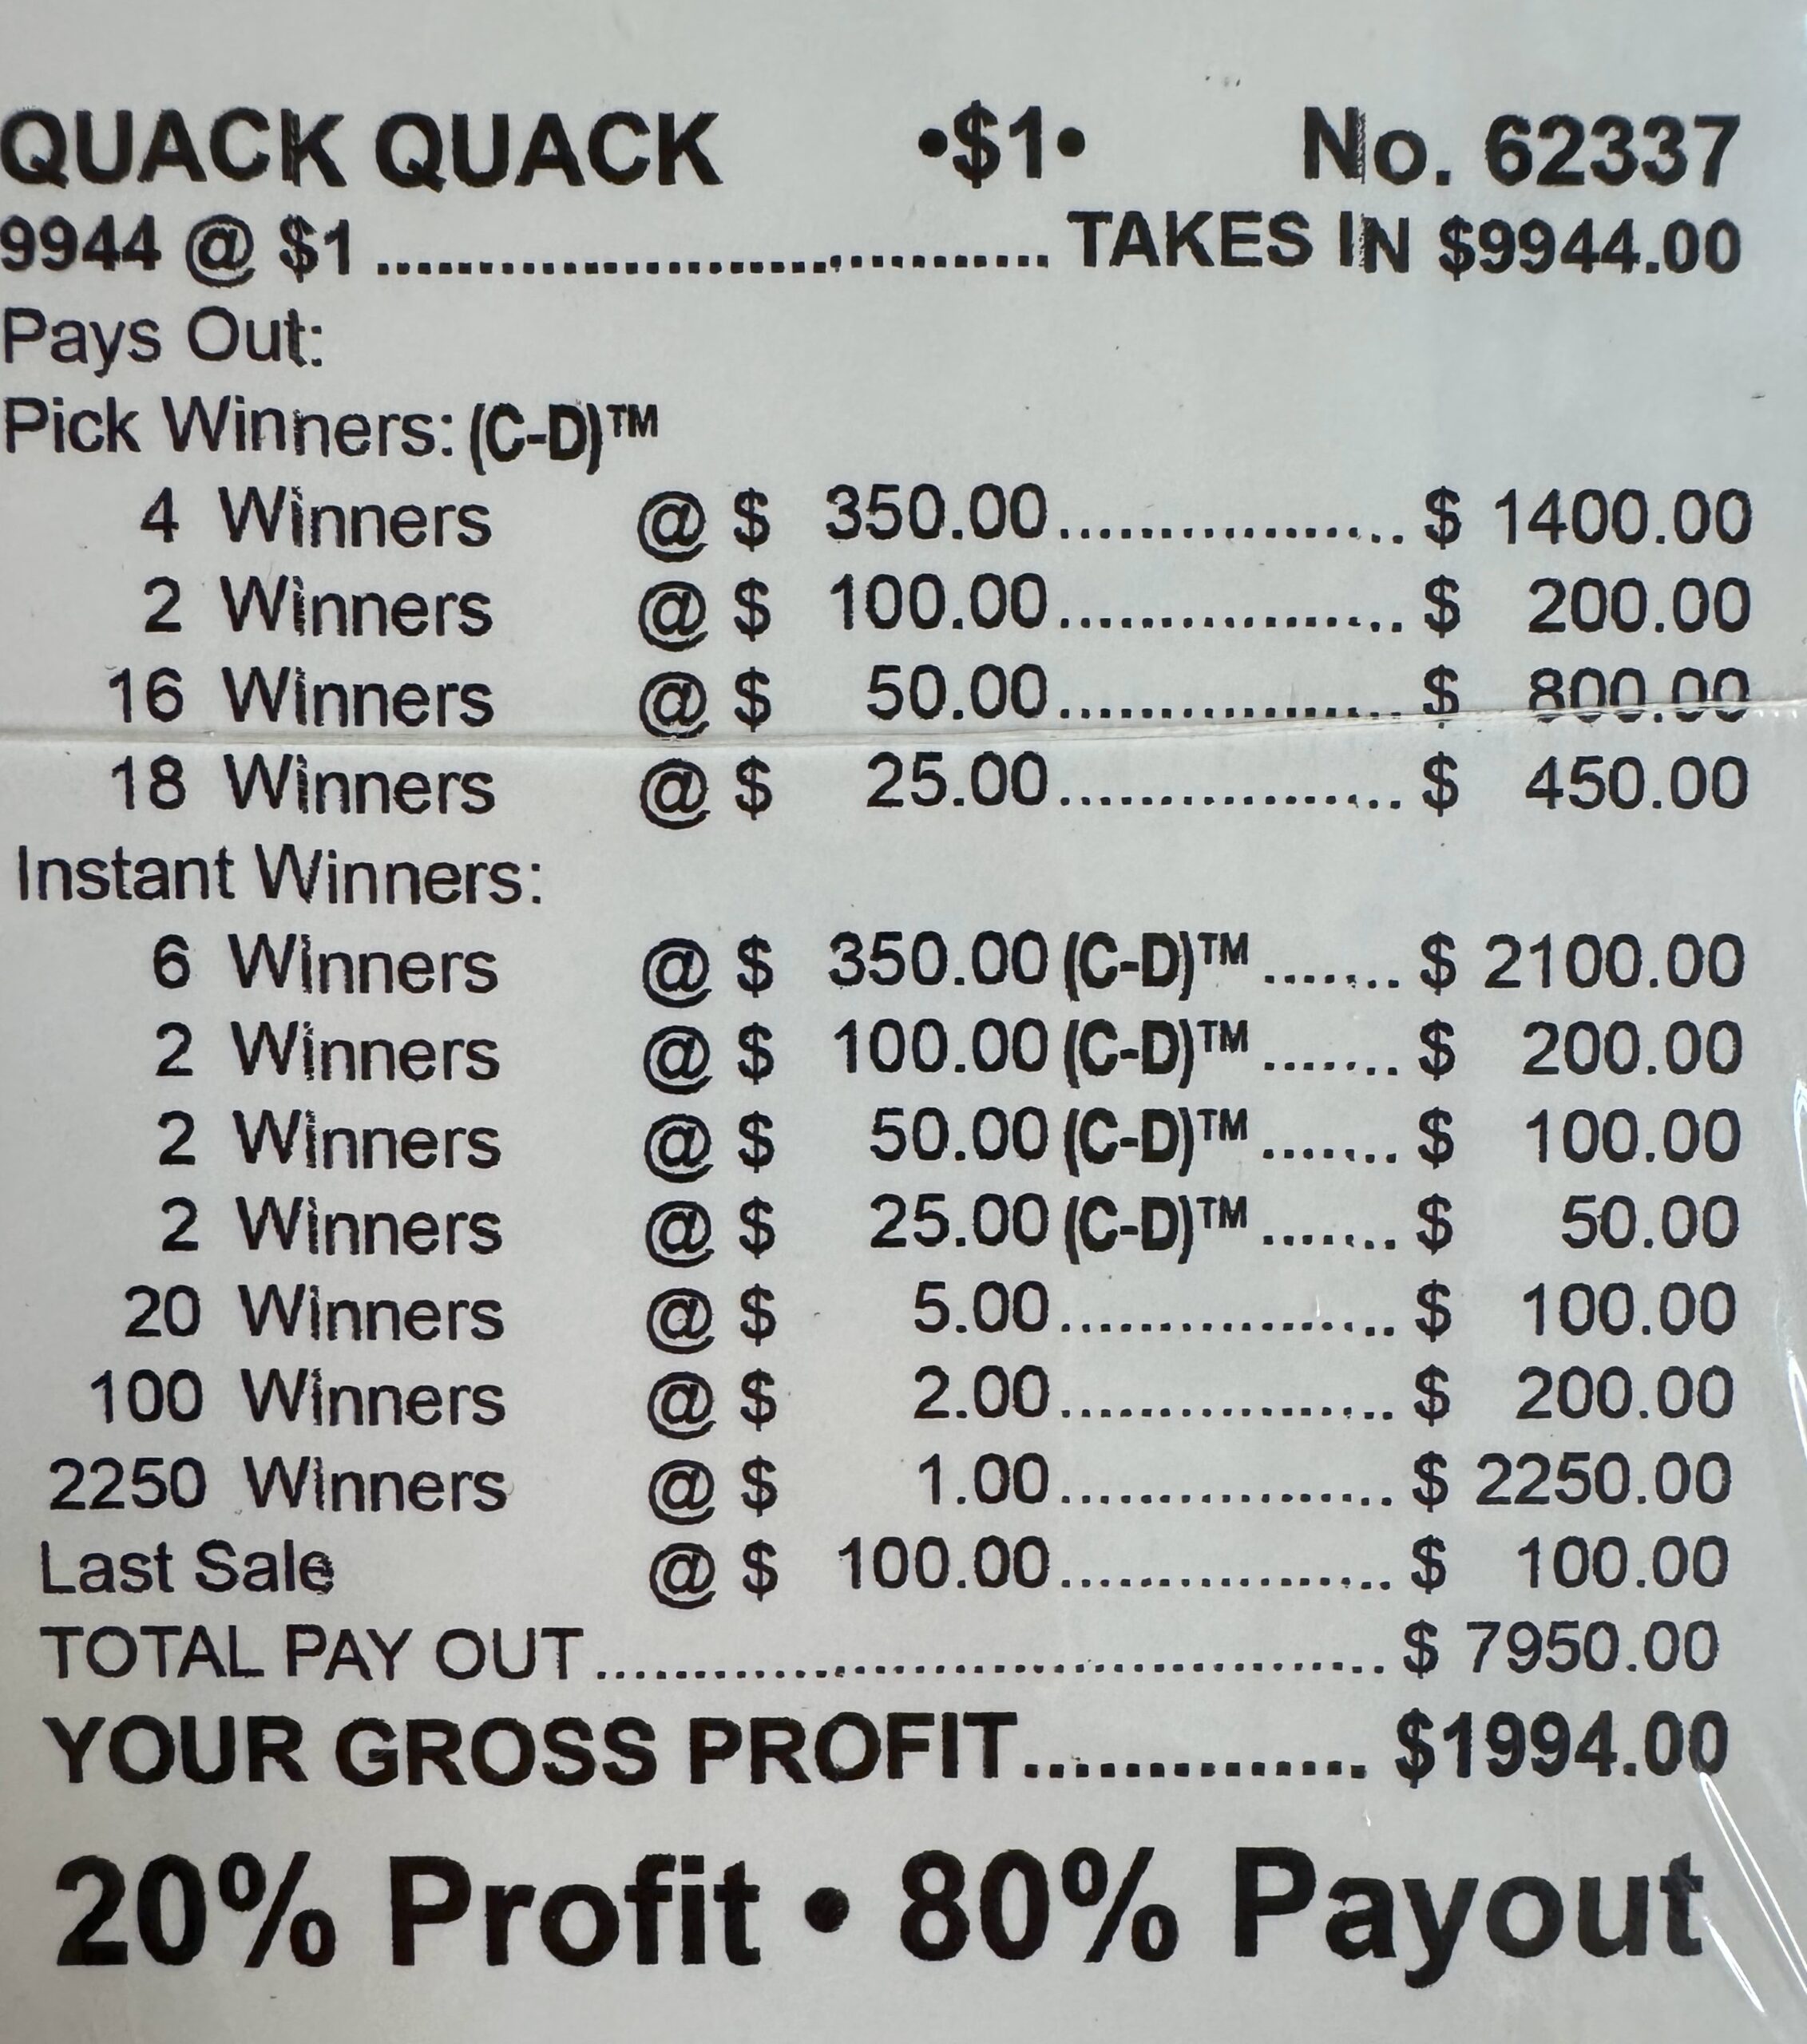 QUACK QUACK •$1• No. 62337
9944 @ $1 .................................. TAKES IN $9944.00
Pays Out:
Pick Winners: (C-D)™
4 Winners @ $ 350.00.................. $ 1400.00
2 Winners @ $ 100.00.................. $ 200.00
16 Winners @ $ 50.00.................. $ 800.00
18 Winners @ $ 25.00.................. $ 450.00
Instant Winners:
6 Winners @ $ 350.00 (C-D)™ ....... $ 2100.00
2 Winners @ $ 100.00 (C-D)™ ....... $ 200.00
2 Winners @ $ 50.00 (C-D)™ ....... $ 100.00
2 Winners @ $ 25.00 (C-D)™ ....... $ 50.00
20 Winners @ $ 5.00.................. $ 100.00
100 Winners @ $ 2.00.................. $ 200.00
2250 Winners @ $ 1.00.................. $ 2250.00
Last Sale @ $ 100.00.................. $ 100.00
TOTAL PAY OUT.......................................... $ 7950.00
YOUR GROSS PROFIT............... $1994.00
20% Profit • 80% Payout